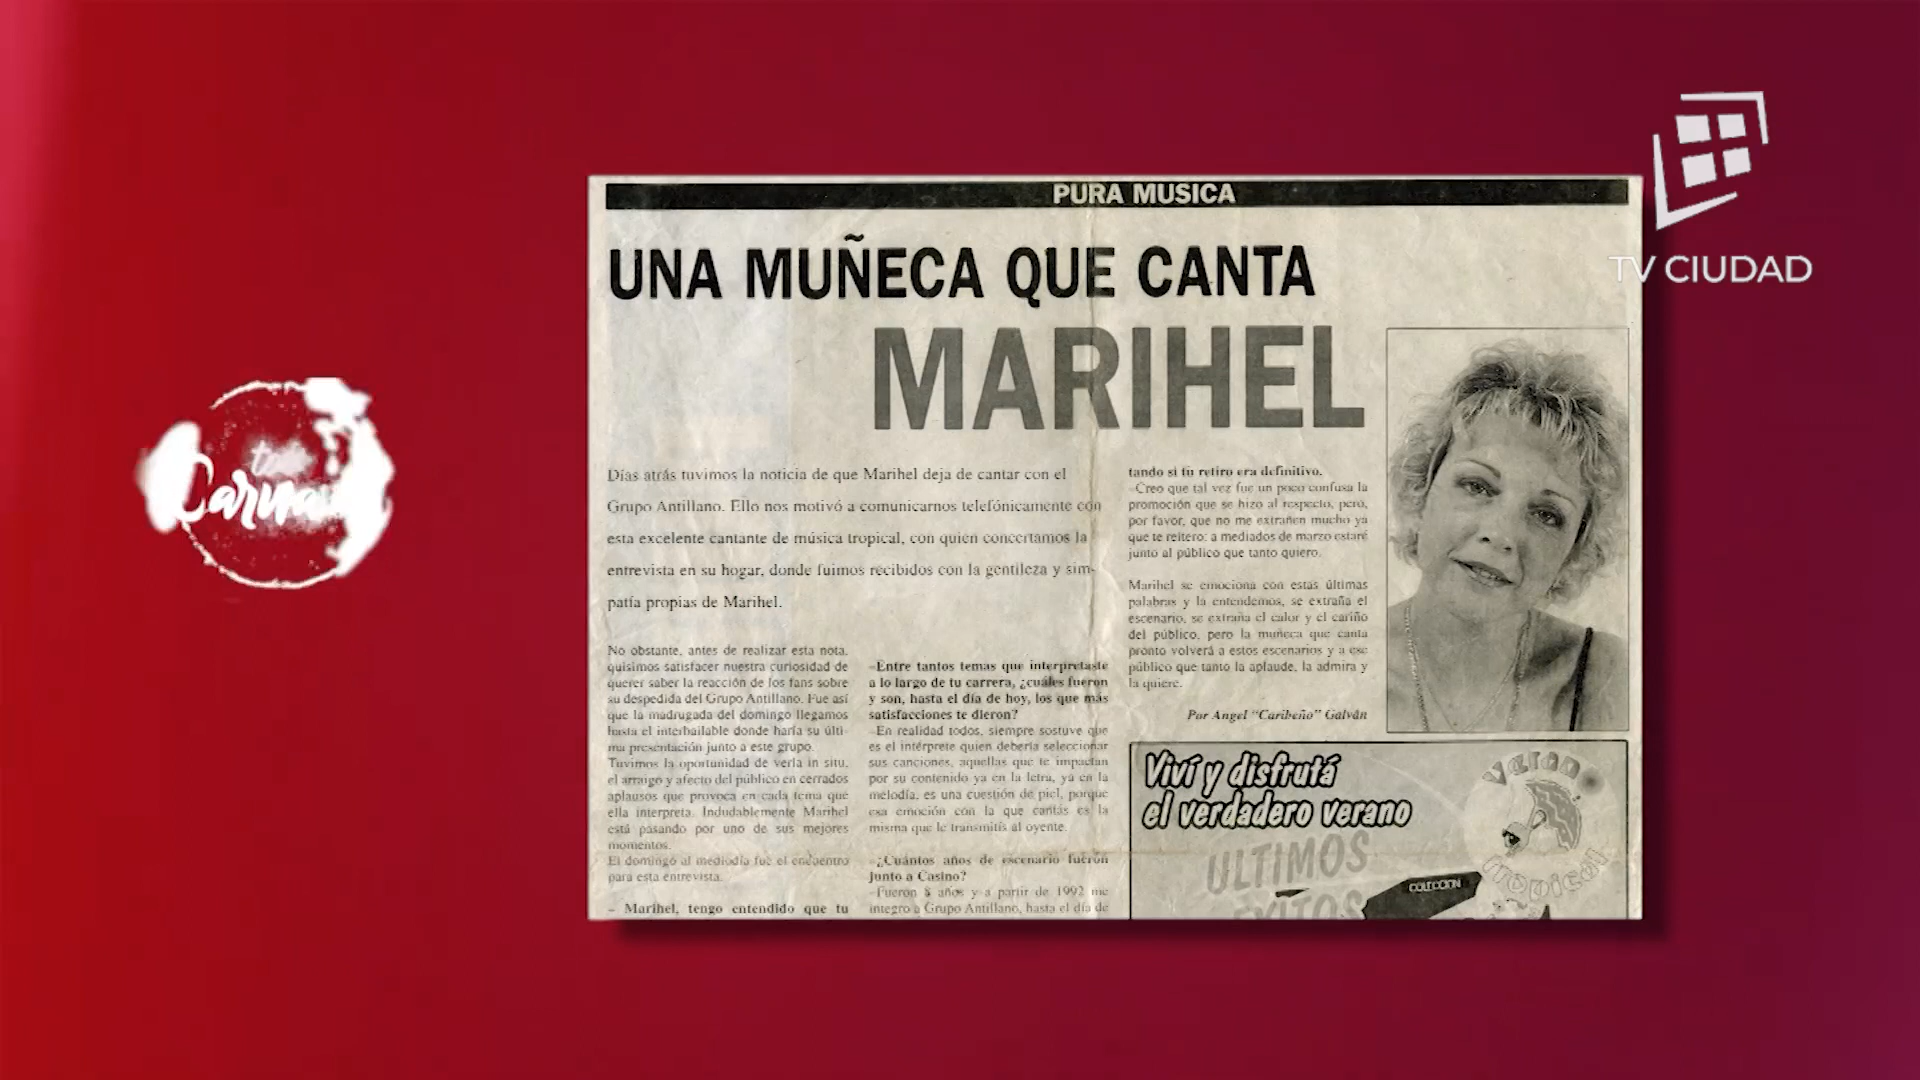 TV CIUDAD
Carna
PURA MUSICA
UNA MUÑECA QUE CANTA
MARIHEL
Días atrás tuvimos la noticia de que Marihel deja de cantar con el
Grupo Antillano. Ello nos motivó a comunicarnos telefónicamente con
esta excelente cantante de música tropical, con quien concertamos la
entrevista en su hogar, donde fuimos recibidos con la gentileza y sim-
patía propias de Marihel.
No obstante, antes de realizar esta nota,
quisimos satisfacer nuestra curiosidad de
querer saber la reacción de los fans sobre
su despedida del Grupo Antillano. Fue así
que la madrugada del domingo llegamos
hasta el interbailable donde haría su últi-
ma presentación junto a este grupo.
Tuvimos la oportunidad de verla in situ,
el arraigo y afecto del público en cerrados
aplausos que provoca en cada tema que
ella interpreta. Indudablemente Marihel
está pasando por uno de sus mejores
momentos.
El domingo al mediodía fue el encuentro
para esta entrevista.
– Marihel, tengo entendido que tu
–Entre tantos temas que interpretaste
a lo largo de tu carrera, ¿cuáles fueron
y son, hasta el día de hoy, los que más
satisfacciones te dieron?
–En realidad todos, siempre sostuve que
es el intérprete quien debería seleccionar
sus canciones, aquellas que te impactan
por su contenido ya en la letra, ya en la
melodía, es una cuestión de piel, porque
esa emoción con la que cantás es la
misma que le transmitís al oyente.
–¿Cuántos años de escenario fueron
junto a Casino?
–Fueron 8 años y a partir de 1992 me
integro a Grupo Antillano, hasta el día de
tando si tu retiro era definitivo.
–Creo que tal vez fue un poco confusa la
promoción que se hizo al respecto, pero,
por favor, que no me extrañen mucho ya
que te reitero: a mediados de marzo estaré
junto al público que tanto quiero.
Marihel se emociona con estas últimas
palabras y la entendemos, se extraña el
escenario, se extraña el calor y el cariño
del público, pero la muñeca que canta
pronto volverá a estos escenarios y a ese
público que tanto la aplaude, la admira y
la quiere.
Por Angel "Caribeño" Galván
Viví y disfrutá
el verdadero verano
Verano
Tropical
ULTIMOS
EXITOS
COLECCION